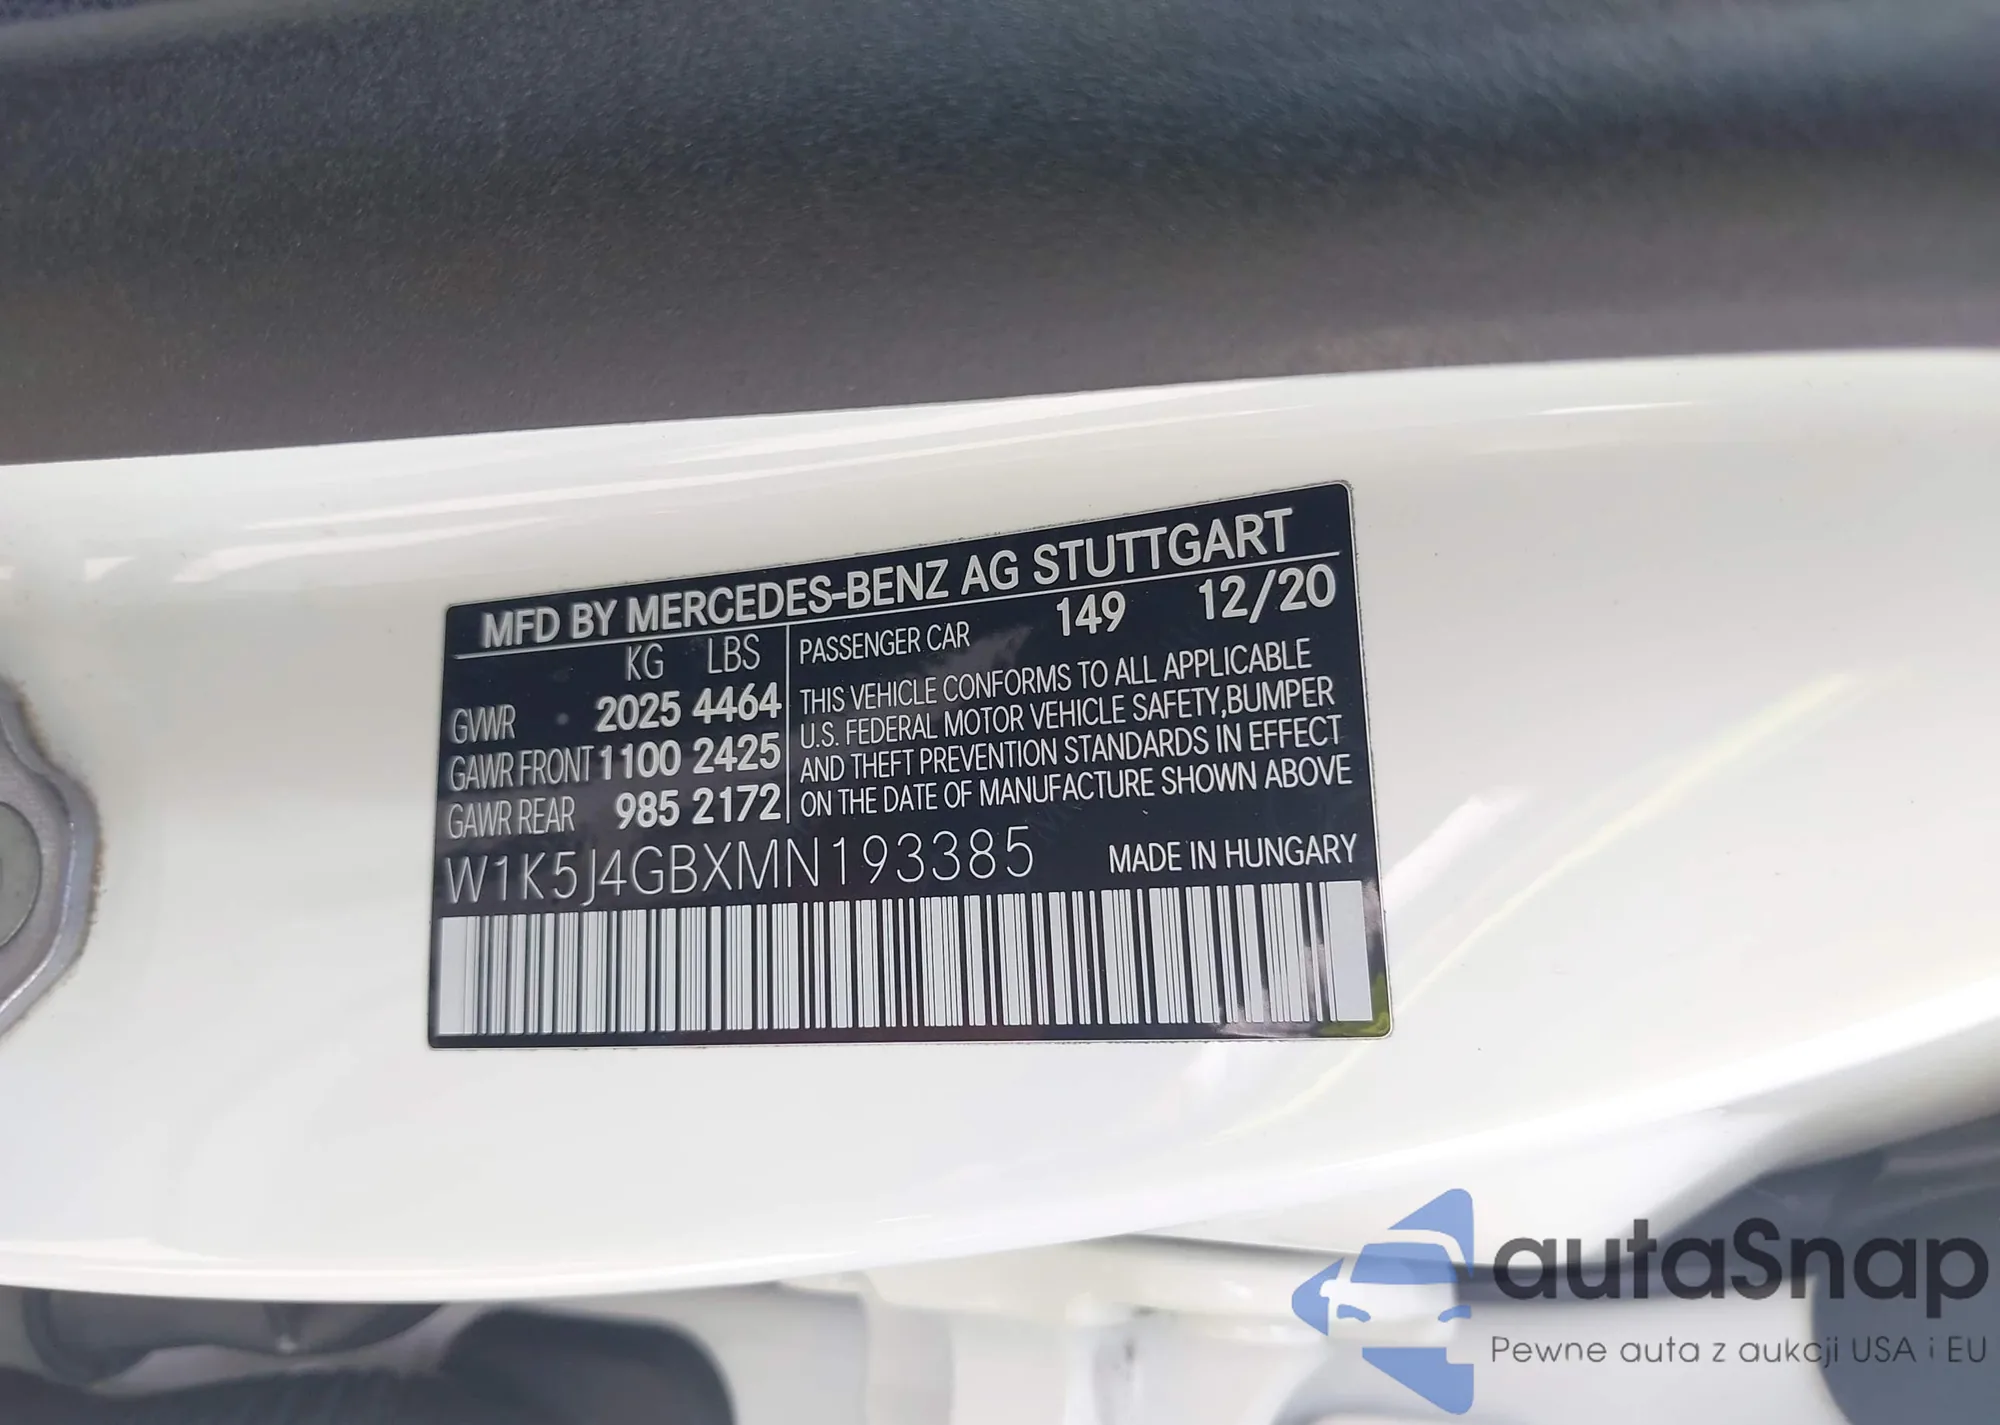 MFD BY MERCEDES-BENZ AG STUTTGART
KG LBS
GVWR 2025 4464
GAWR FRONT 1100 2425
GAWR REAR 985 2172
PASSENGER CAR 149 12/20
THIS VEHICLE CONFORMS TO ALL APPLICABLE
U.S. FEDERAL MOTOR VEHICLE SAFETY,BUMPER
AND THEFT PREVENTION STANDARDS IN EFFECT
ON THE DATE OF MANUFACTURE SHOWN ABOVE
W1K5J4GBXMN193385 MADE IN HUNGARY
autaSnap
Pewne auta z aukcji USA i EU